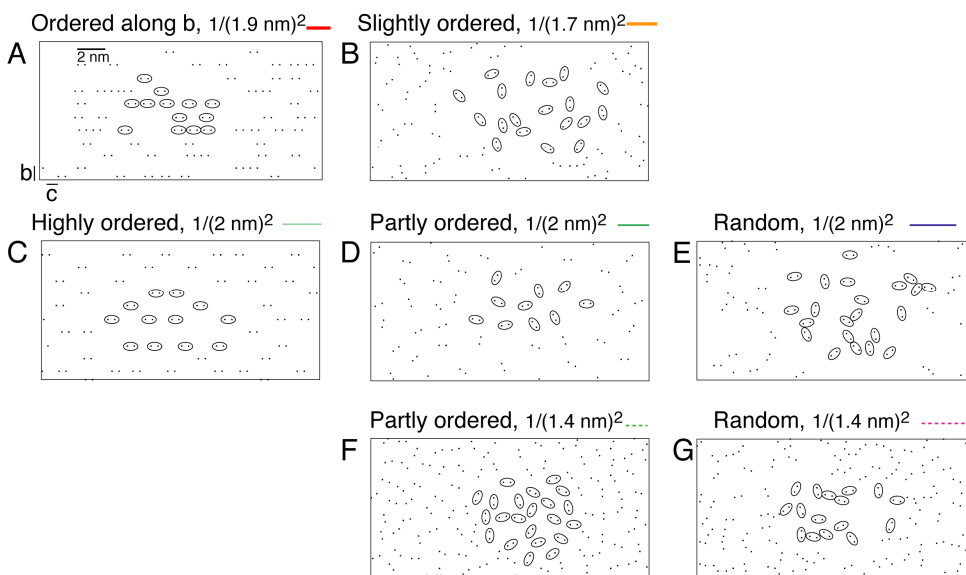 Ordered along b, 1/(1.9 nm)2
Slightly ordered, 1/(1.7 nm)2
A
2 nm
B
b
c
Highly ordered, 1/(2 nm)2
Partly ordered, 1/(2 nm)2
Random, 1/(2 nm)2
C
D
E
Partly ordered, 1/(1.4 nm)2
Random, 1/(1.4 nm)2
F
G